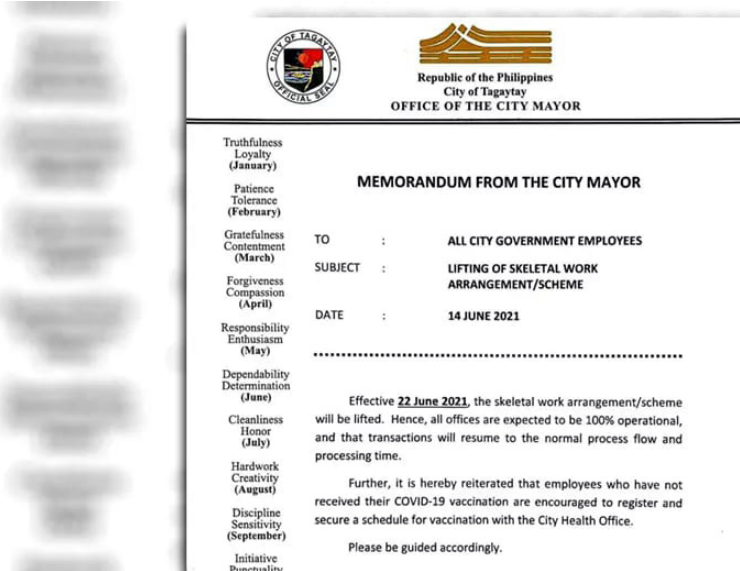 CITY OF TAGAYTAY
OFFICIAL SEAL
Republic of the Philippines
City of Tagaytay
OFFICE OF THE CITY MAYOR
Truthfulness
Loyalty
(January)
Patience
Tolerance
(February)
Gratefulness
Contentment
(March)
Forgiveness
Compassion
(April)
Responsibility
Enthusiasm
(May)
Dependability
Determination
(June)
Cleanliness
Honor
(July)
Hardwork
Creativity
(August)
Discipline
Sensitivity
(September)
Initiative
Punctuality
MEMORANDUM FROM THE CITY MAYOR
TO : ALL CITY GOVERNMENT EMPLOYEES
SUBJECT : LIFTING OF SKELETAL WORK
ARRANGEMENT/SCHEME
DATE : 14 JUNE 2021
Effective 22 June 2021, the skeletal work arrangement/scheme
will be lifted. Hence, all offices are expected to be 100% operational,
and that transactions will resume to the normal process flow and
processing time.
Further, it is hereby reiterated that employees who have not
received their COVID-19 vaccination are encouraged to register and
secure a schedule for vaccination with the City Health Office.
Please be guided accordingly.